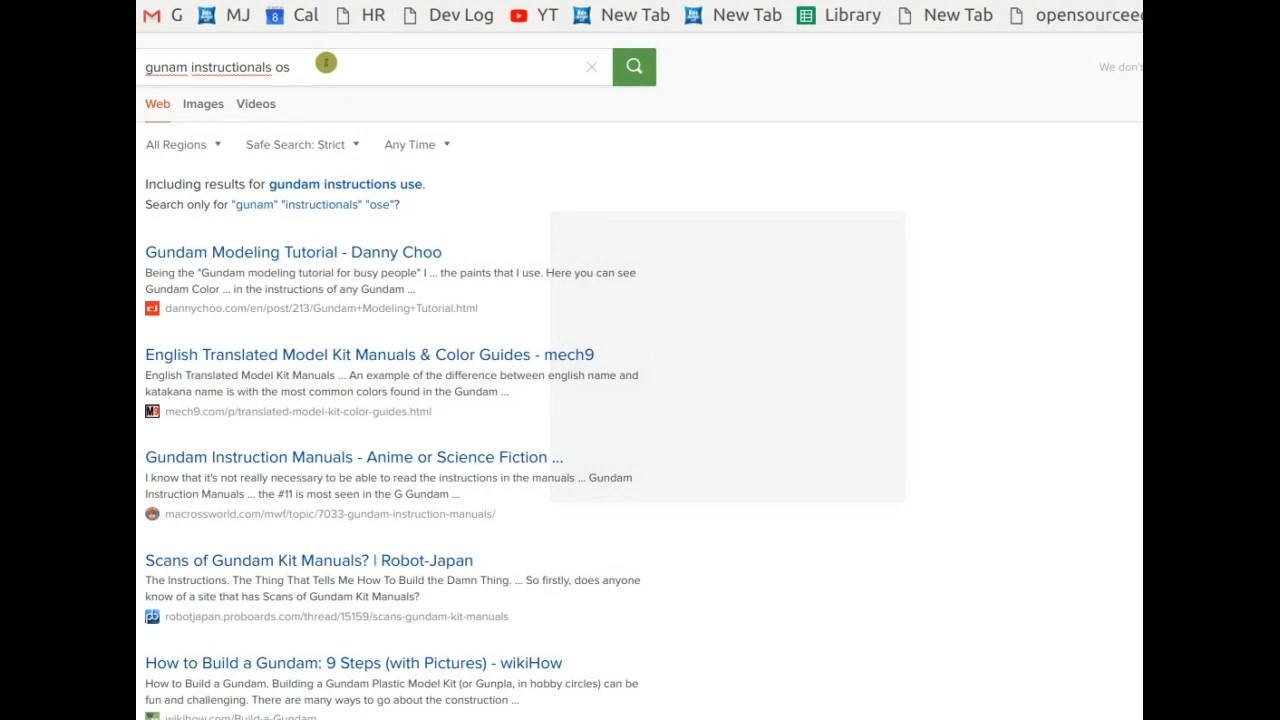 G MJ Cal HR Dev Log YT New Tab New Tab Library New Tab opensourcee
8
gunam instructionals os
We don't
Web Images Videos
All Regions Safe Search: Strict Any Time
Including results for gundam instructions use.
Search only for "gunam" "instructionals" "ose"?
Gundam Modeling Tutorial - Danny Choo
Being the "Gundam modeling tutorial for busy people" I ... the paints that I use. Here you can see
Gundam Color ... in the instructions of any Gundam ...
dannychoo.com/en/post/213/Gundam+Modeling+Tutorial.html
English Translated Model Kit Manuals & Color Guides - mech9
English Translated Model Kit Manuals ... An example of the difference between english name and
katakana name is with the most common colors found in the Gundam ...
M9 mech9.com/p/translated-model-kit-color-guides.html
Gundam Instruction Manuals - Anime or Science Fiction ...
I know that it's not really necessary to be able to read the instructions in the manuals ... Gundam
Instruction Manuals ... the #11 is most seen in the G Gundam ...
macrossworld.com/mwf/topic/7033-gundam-instruction-manuals/
Scans of Gundam Kit Manuals? | Robot-Japan
The Instructions. The Thing That Tells Me How To Build the Damn Thing. ... So firstly, does anyone
know of a site that has Scans of Gundam Kit Manuals?
pb robotjapan.proboards.com/thread/15159/scans-gundam-kit-manuals
How to Build a Gundam: 9 Steps (with Pictures) - wikiHow
How to Build a Gundam. Building a Gundam Plastic Model Kit (or Gunpla, in hobby circles) can be
fun and challenging. There are many ways to go about the construction ...
wikihow.com/Build-a-Gundam